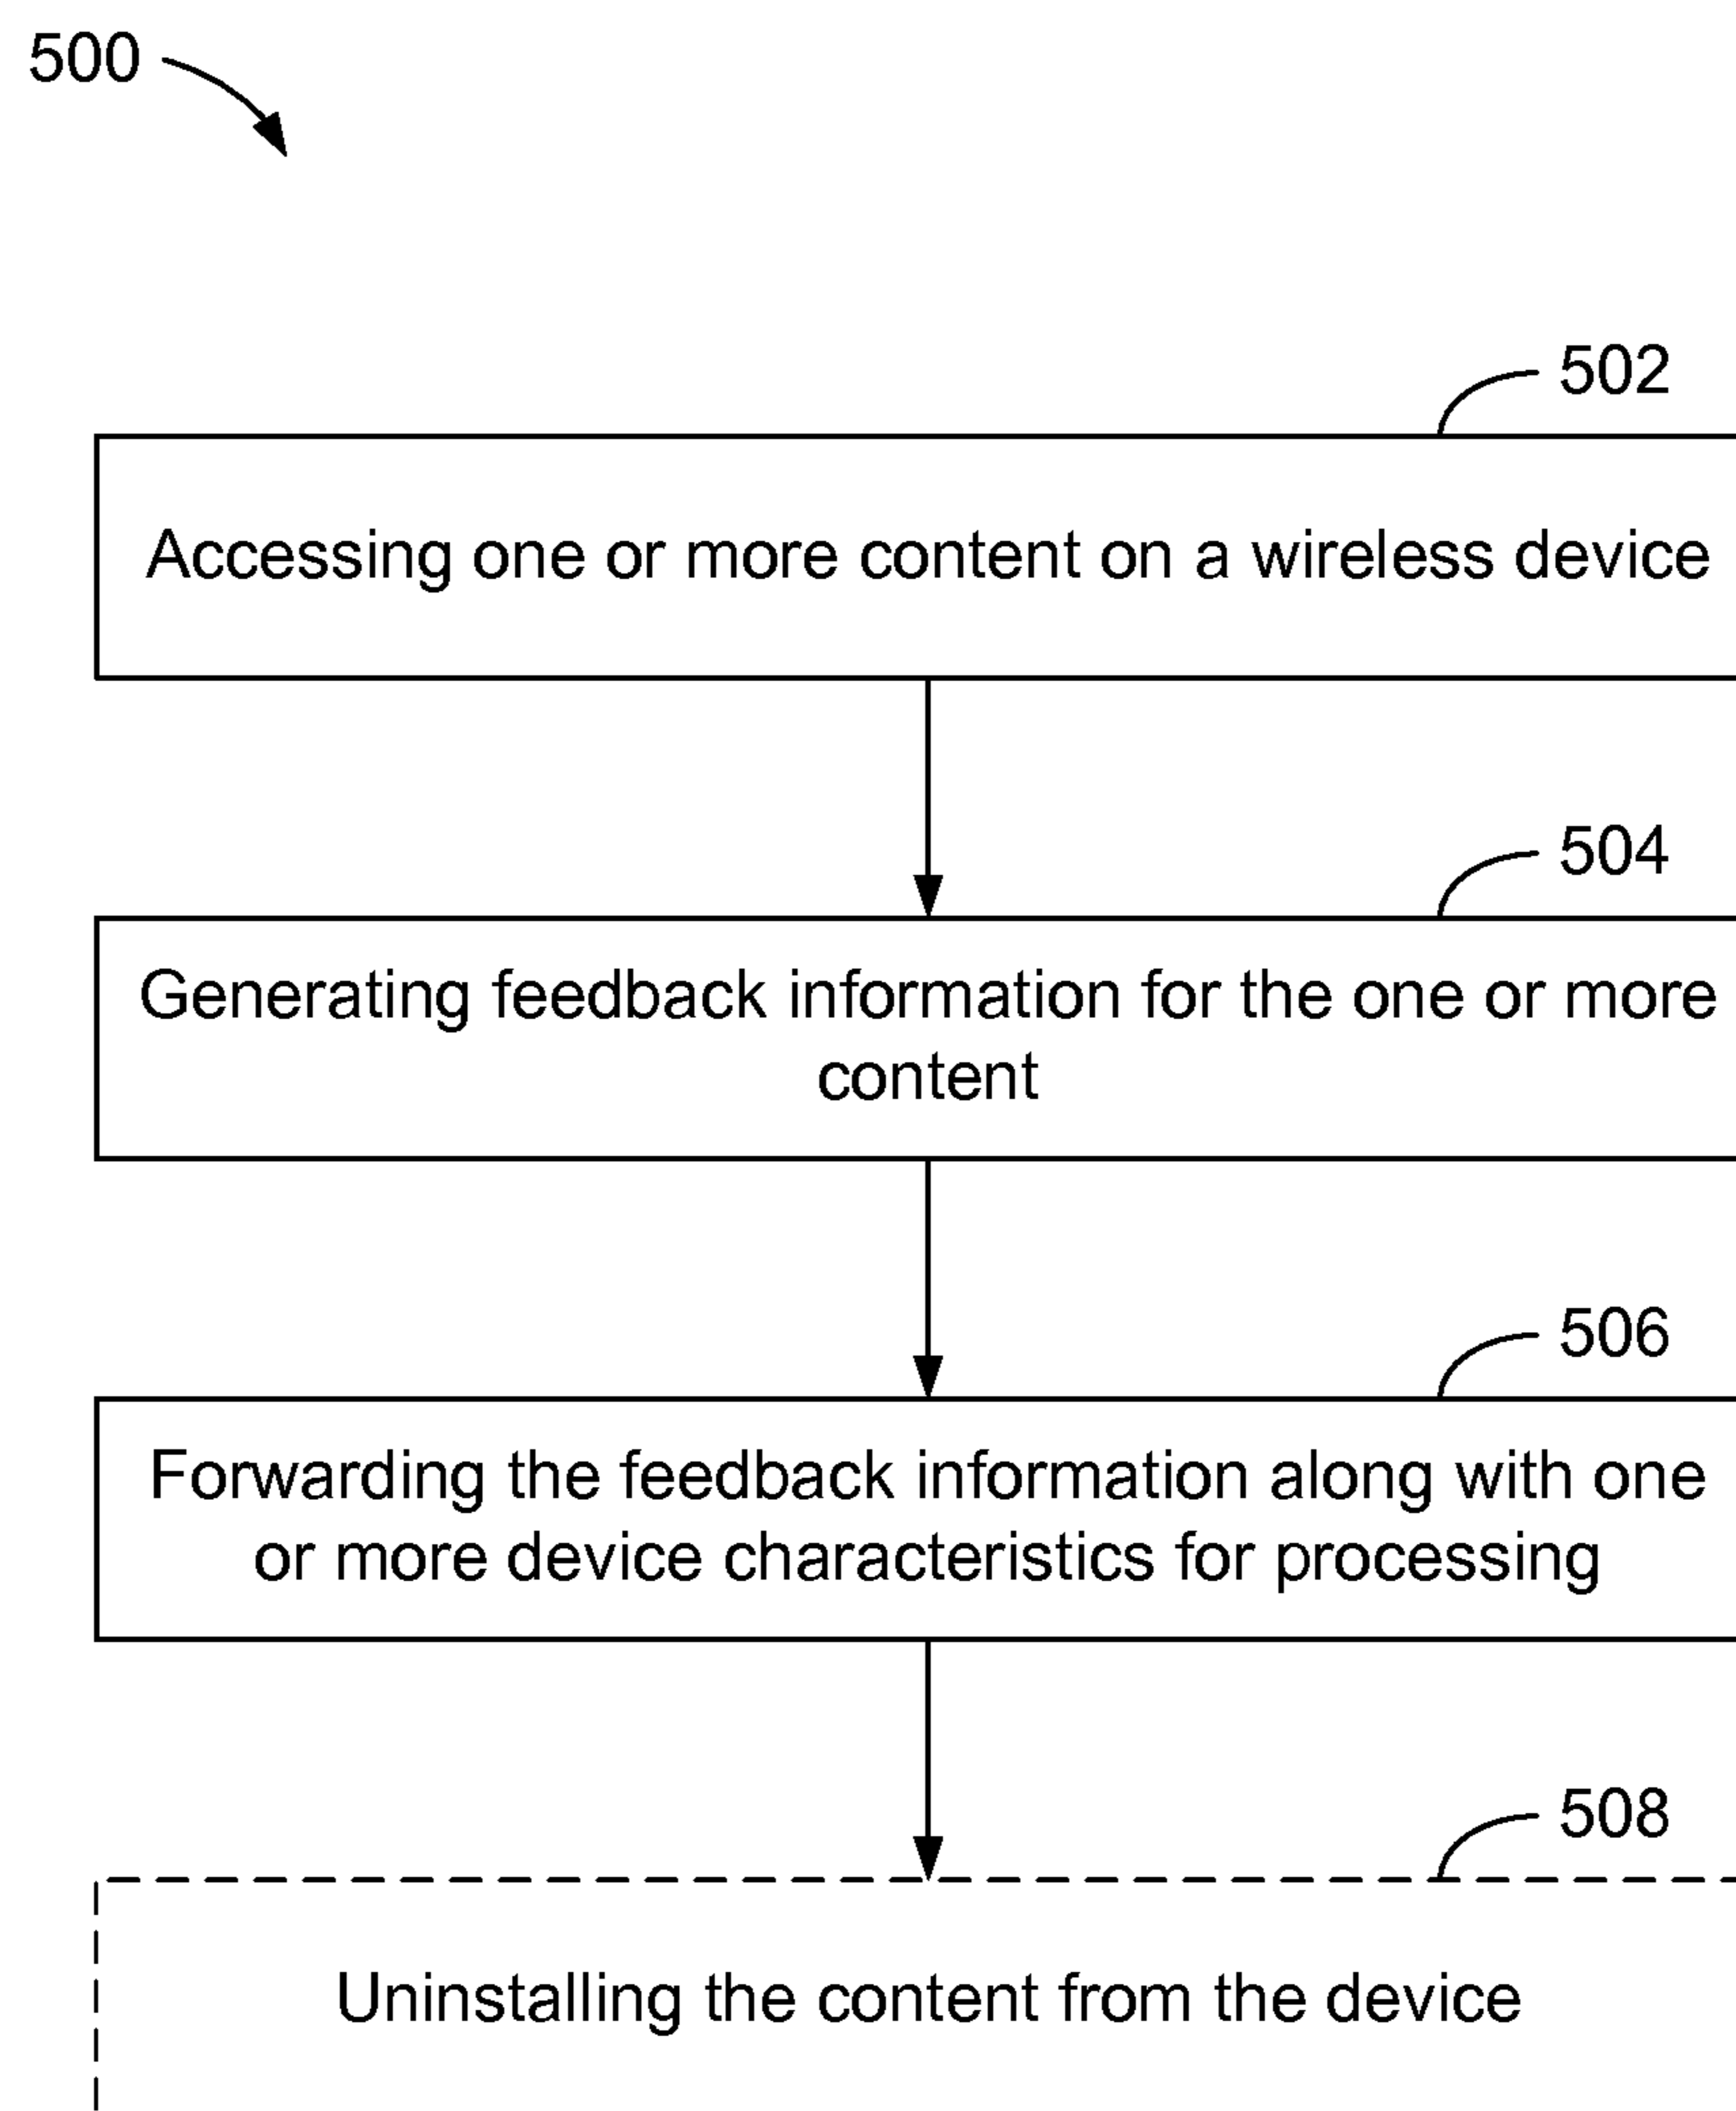 500
502
Accessing one or more content on a wireless device
504
Generating feedback information for the one or more
content
506
Forwarding the feedback information along with one
or more device characteristics for processing
508
Uninstalling the content from the device